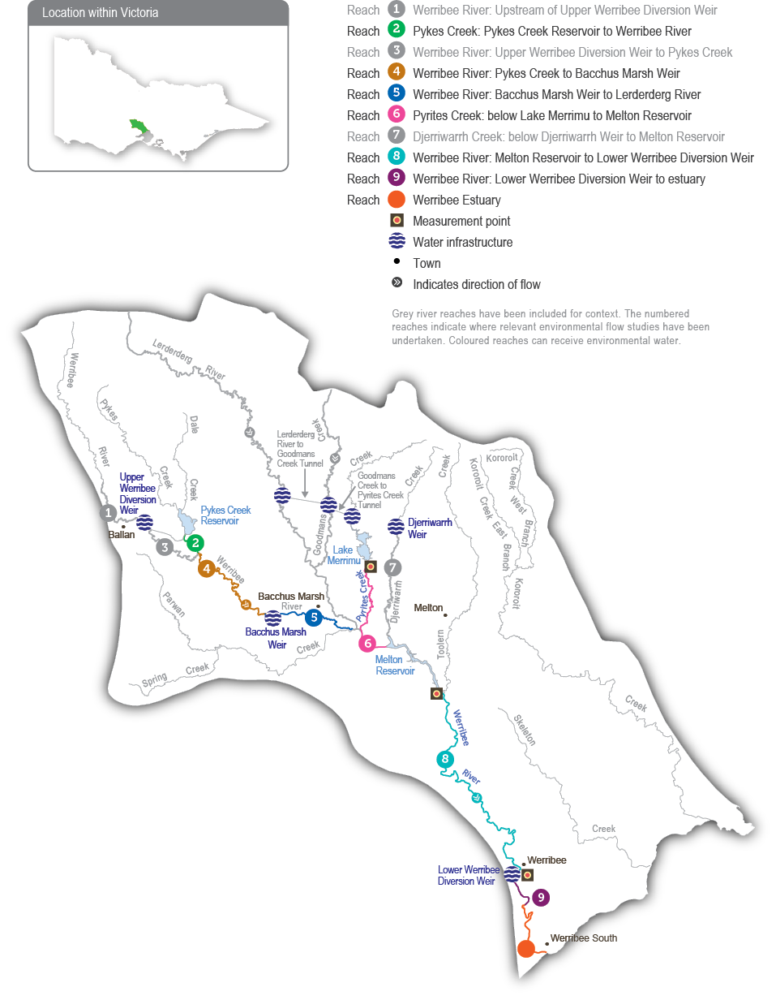 Location within Victoria
Reach 1 Werribee River: Upstream of Upper Werribee Diversion Weir
Reach 2 Pykes Creek: Pykes Creek Reservoir to Werribee River
Reach 3 Werribee River: Upper Werribee Diversion Weir to Pykes Creek
Reach 4 Werribee River: Pykes Creek to Bacchus Marsh Weir
Reach 5 Werribee River: Bacchus Marsh Weir to Lerderderg River
Reach 6 Pyrites Creek: below Lake Merrimu to Melton Reservoir
Reach 7 Djerriwarrh Creek: below Djerriwarrh Weir to Melton Reservoir
Reach 8 Werribee River: Melton Reservoir to Lower Werribee Diversion Weir
Reach 9 Werribee River: Lower Werribee Diversion Weir to estuary
Reach Werribee Estuary
Measurement point
Water infrastructure
Town
Indicates direction of flow
Grey river reaches have been included for context. The numbered
reaches indicate where relevant environmental flow studies have been
undertaken. Coloured reaches can receive environmental water.
Werribee
River
Lerderderg
River
Pykes
Creek
Dale
Creek
Lerderderg
River to
Goodmans
Creek Tunnel
Creek
Goodmans
Creek
Creek
Goodmans
Creek to
Pyrites Creek
Tunnel
Creek
Kororoit
Creek
West
Branch
Kororoit
Creek
East
Branch
Kororoit
Creek
Upper
Werribee
Diversion
Weir
1
Ballan
Pykes Creek
Reservoir
2
3
4
Werribee
River
Djerriwarrh
Weir
Lake
Merrimu
7
Djerriwarrh
Pyrites Creek
Parwan
Creek
Bacchus Marsh
5
Bacchus Marsh
Weir
6
Melton
Toolern
Melton
Reservoir
Spring
Creek
Werribee
River
8
Skeleton
Creek
Werribee
Lower Werribee
Diversion Weir
9
Werribee South